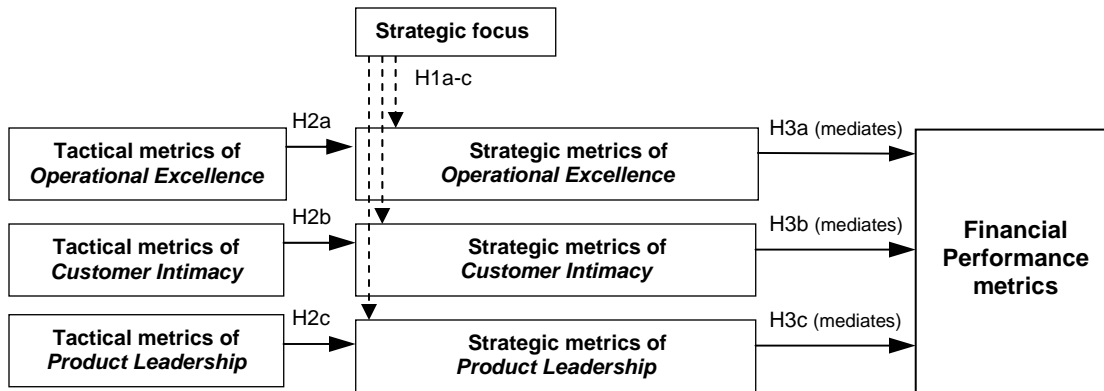 Strategic focus
H1a-c
H2a
H3a (mediates)
Tactical metrics of
Operational Excellence
Strategic metrics of
Operational Excellence
H2b
H3b (mediates)
Tactical metrics of
Customer Intimacy
Strategic metrics of
Customer Intimacy
Financial
Performance
metrics
H2c
H3c (mediates)
Tactical metrics of
Product Leadership
Strategic metrics of
Product Leadership